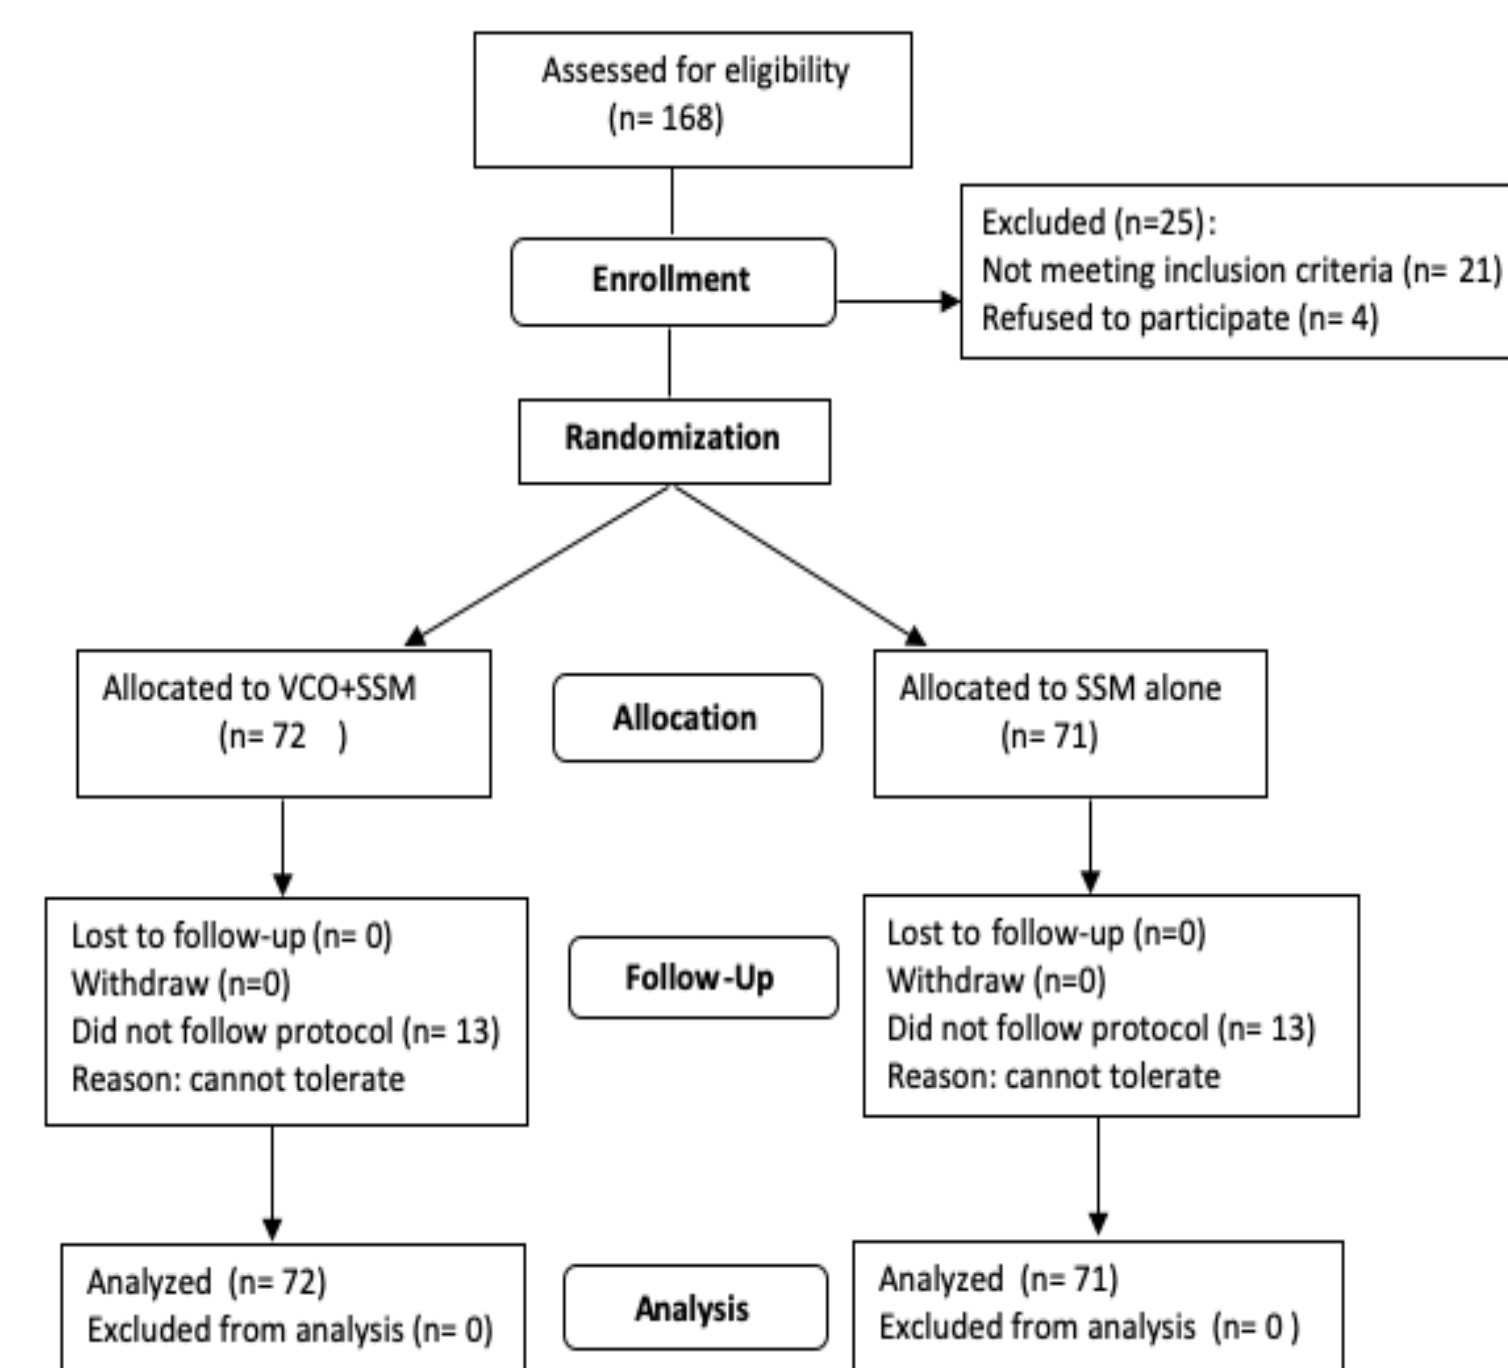 Assessed for eligibility
(n= 168)
Enrollment
Excluded (n=25):
Not meeting inclusion criteria (n= 21)
Refused to participate (n= 4)
Randomization
Allocated to VCO+SSM
(n= 72 )
Allocation
Allocated to SSM alone
(n= 71)
Lost to follow-up (n= 0)
Withdraw (n=0)
Did not follow protocol (n= 13)
Reason: cannot tolerate
Follow-Up
Lost to follow-up (n=0)
Withdraw (n=0)
Did not follow protocol (n= 13)
Reason: cannot tolerate
Analyzed (n= 72)
Excluded from analysis (n= 0)
Analysis
Analyzed (n= 71)
Excluded from analysis (n= 0 )